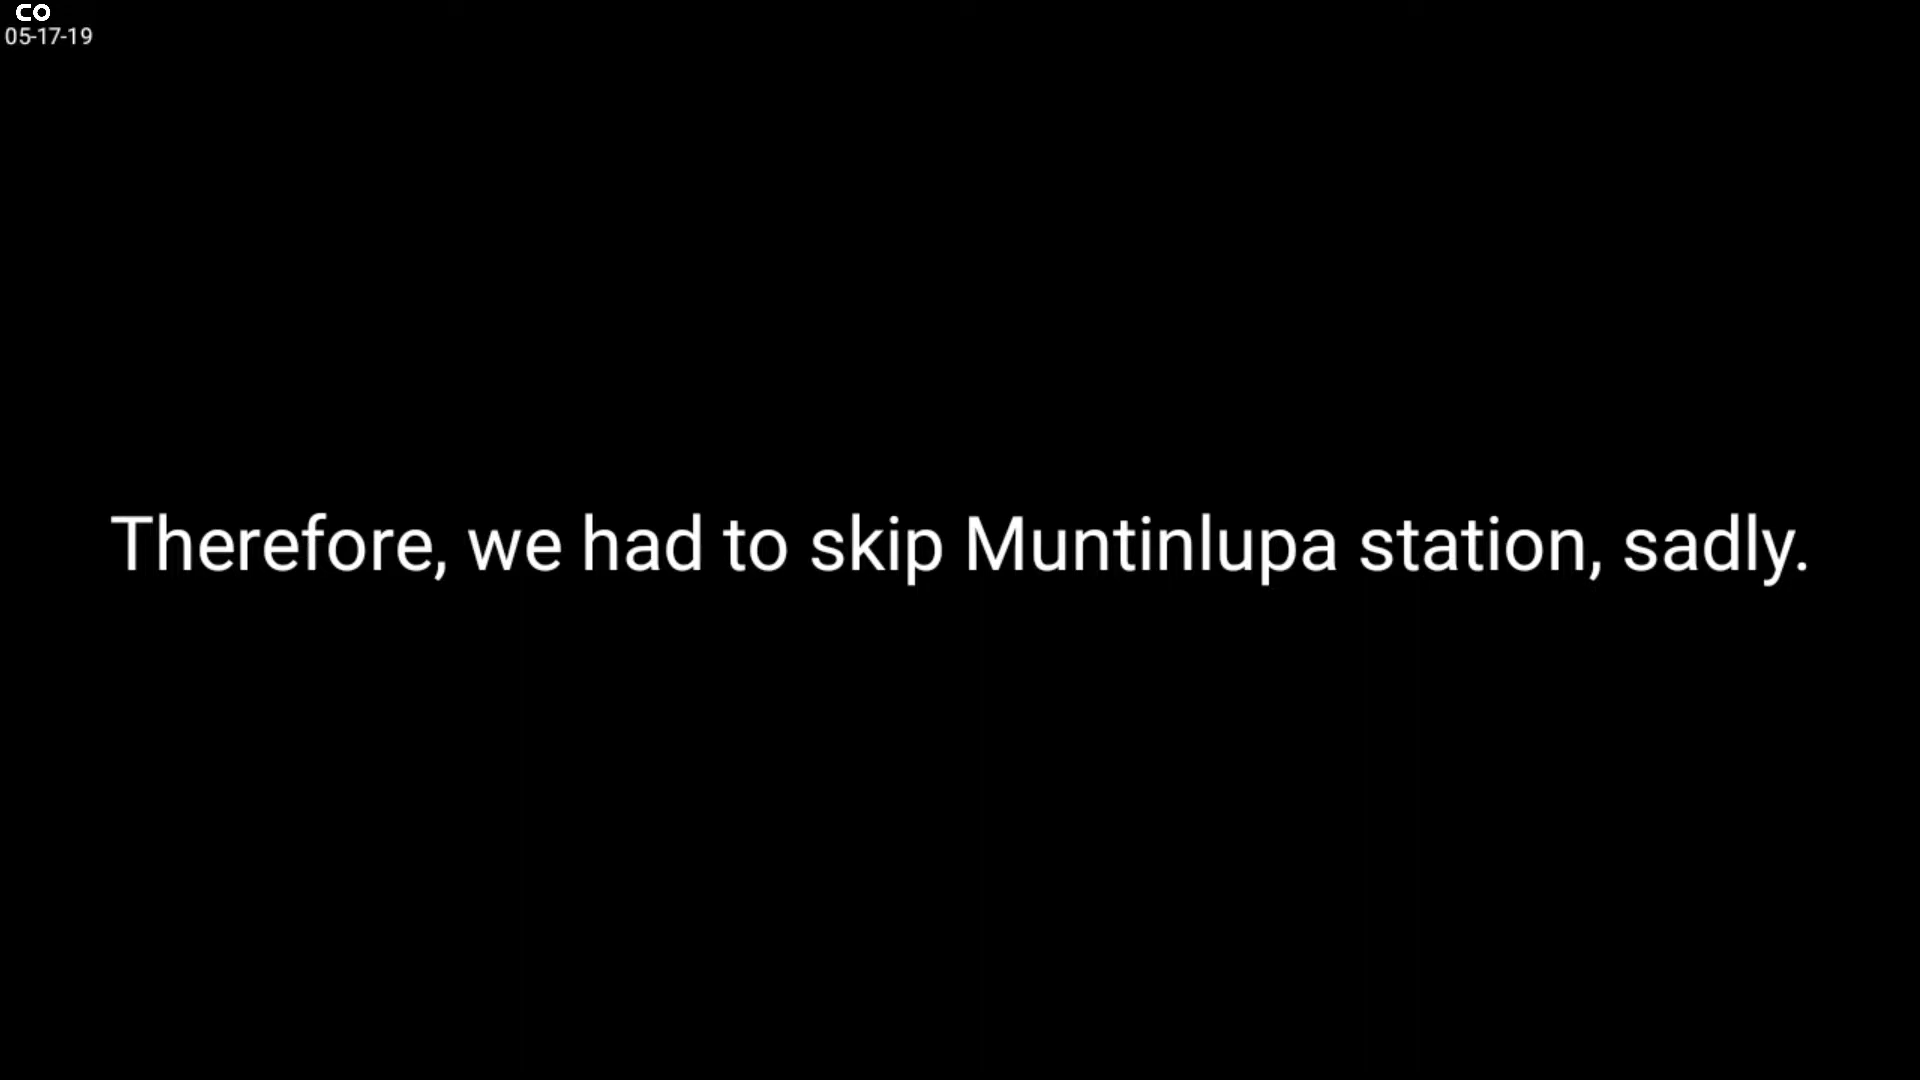 CO
05-17-19
Therefore, we had to skip Muntinlupa station, sadly.